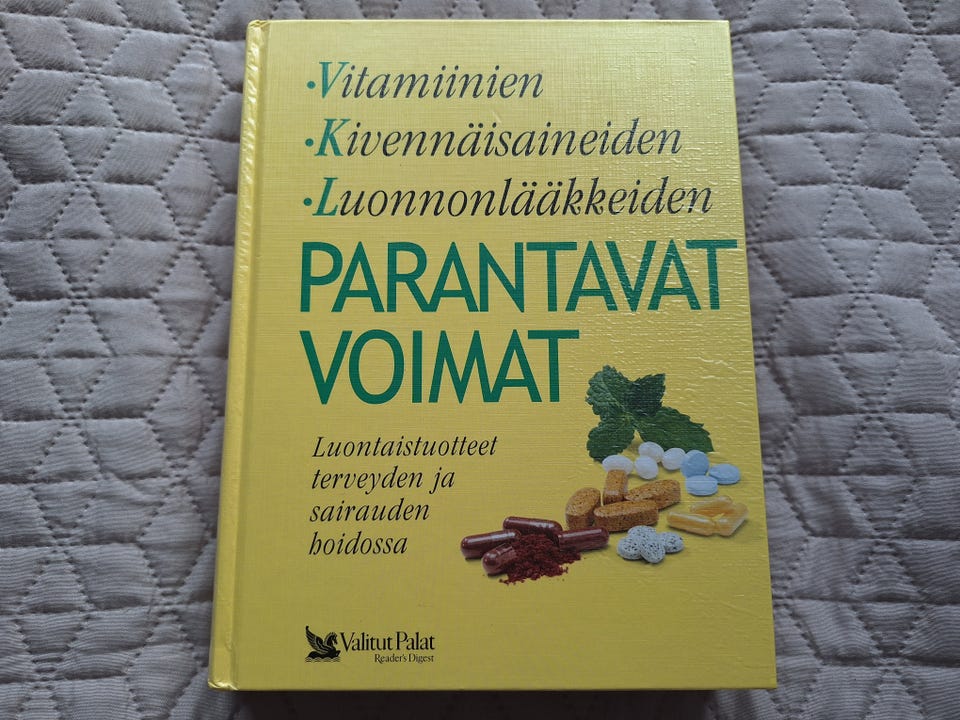 •Vitamiinien
•Kivennäisaineiden
•Luonnonlääkkeiden
PARANTAVAT
VOIMAT
Luontaistuotteet
terveyden ja
sairauden
hoidossa
Valitut Palat
Reader's Digest